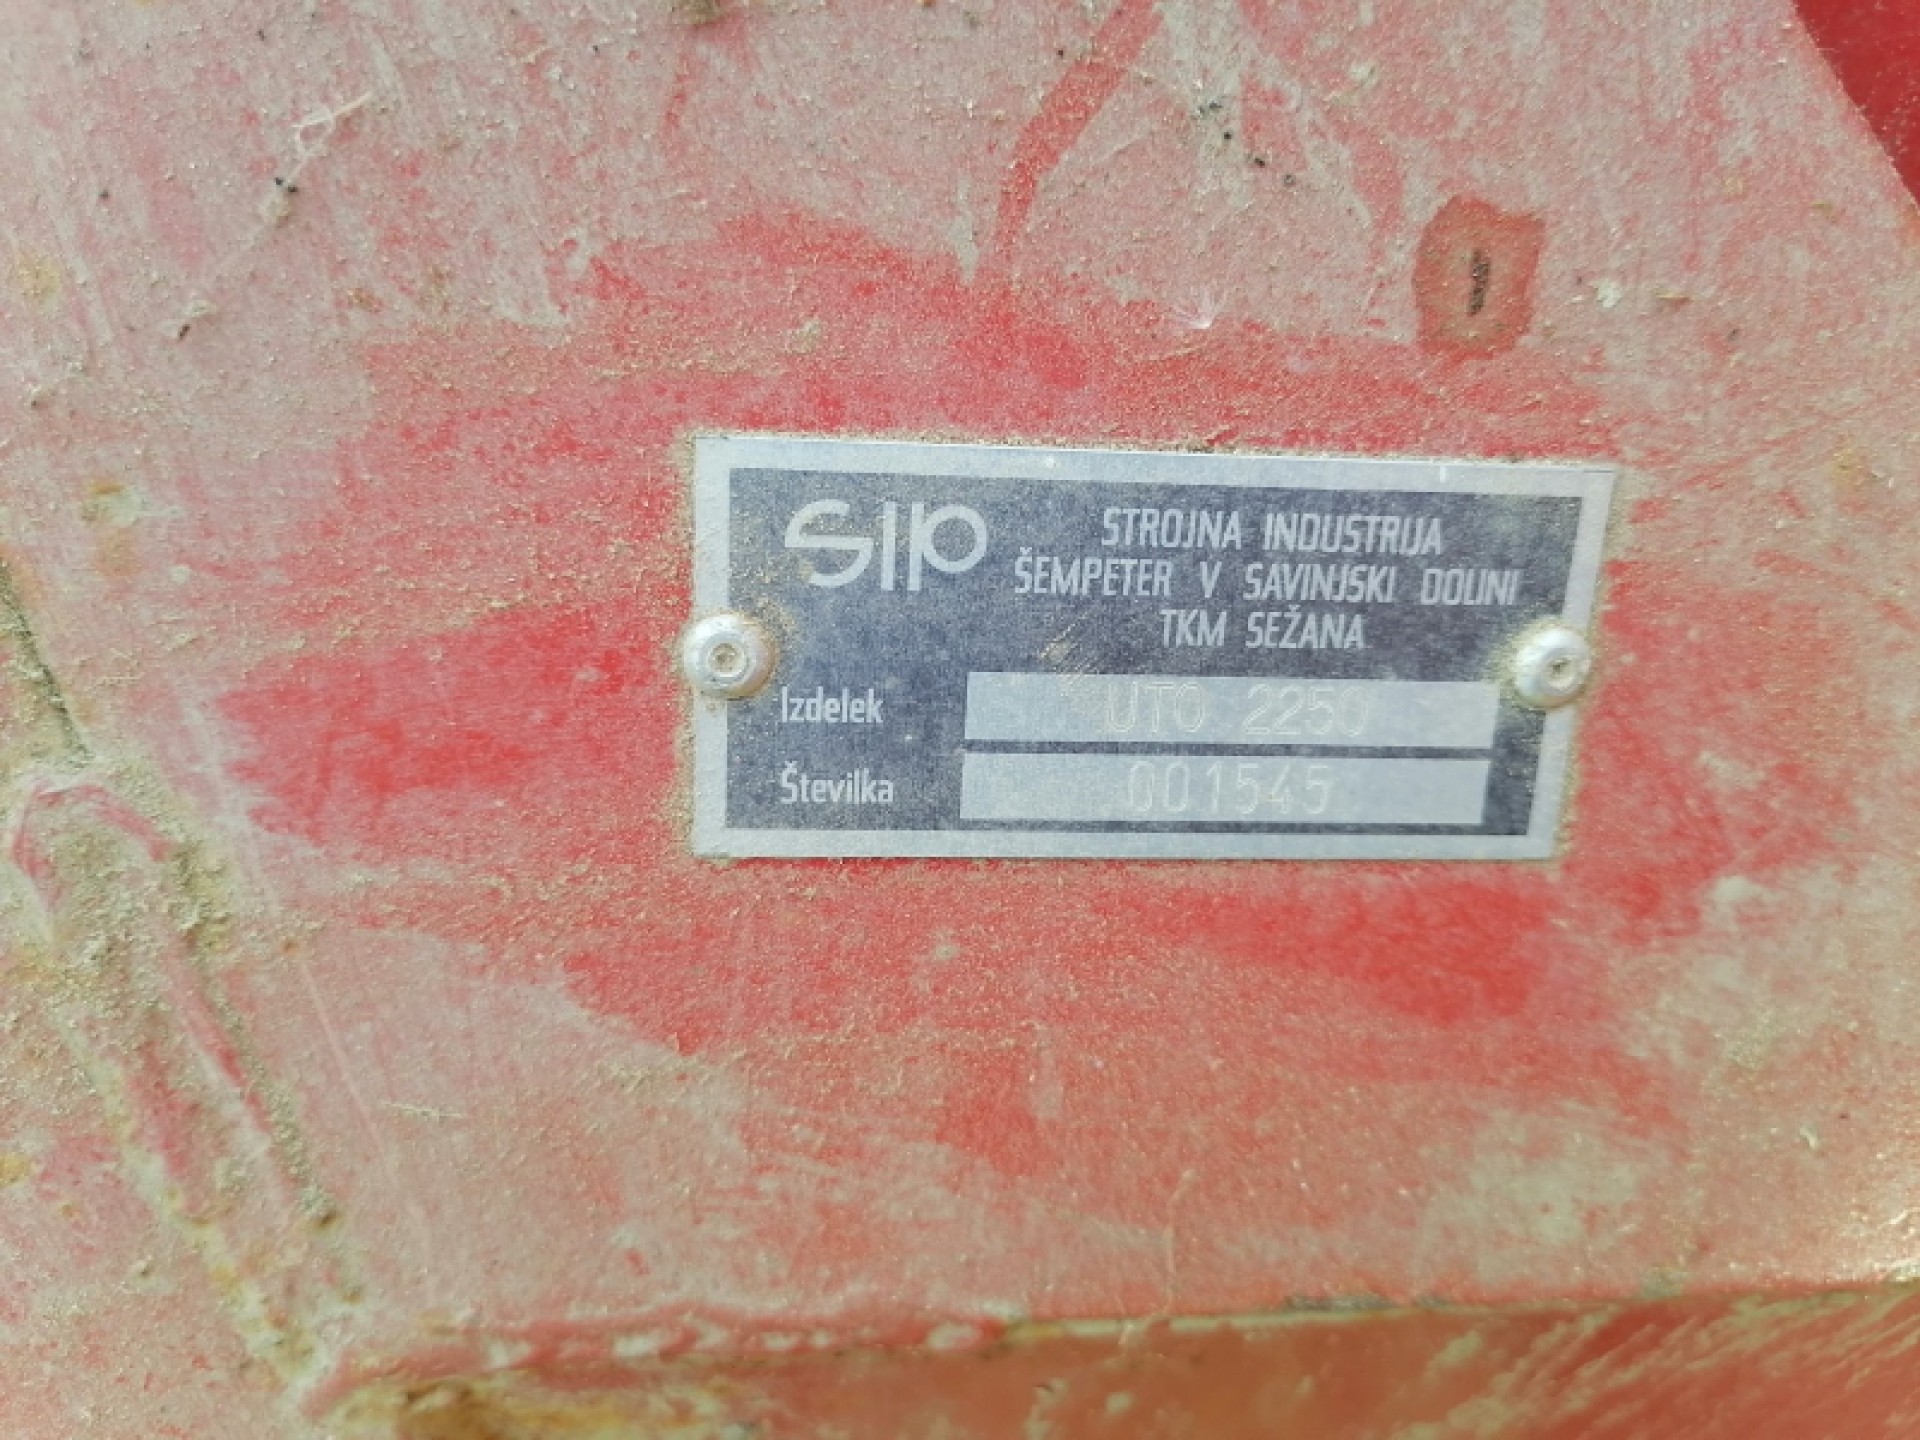 SIP
STROJNA INDUSTRIJA
ŠEMPETER V SAVINJSKI DOLINI
TKM SEŽANA
Izdelek UTO 2250
Številka 001545